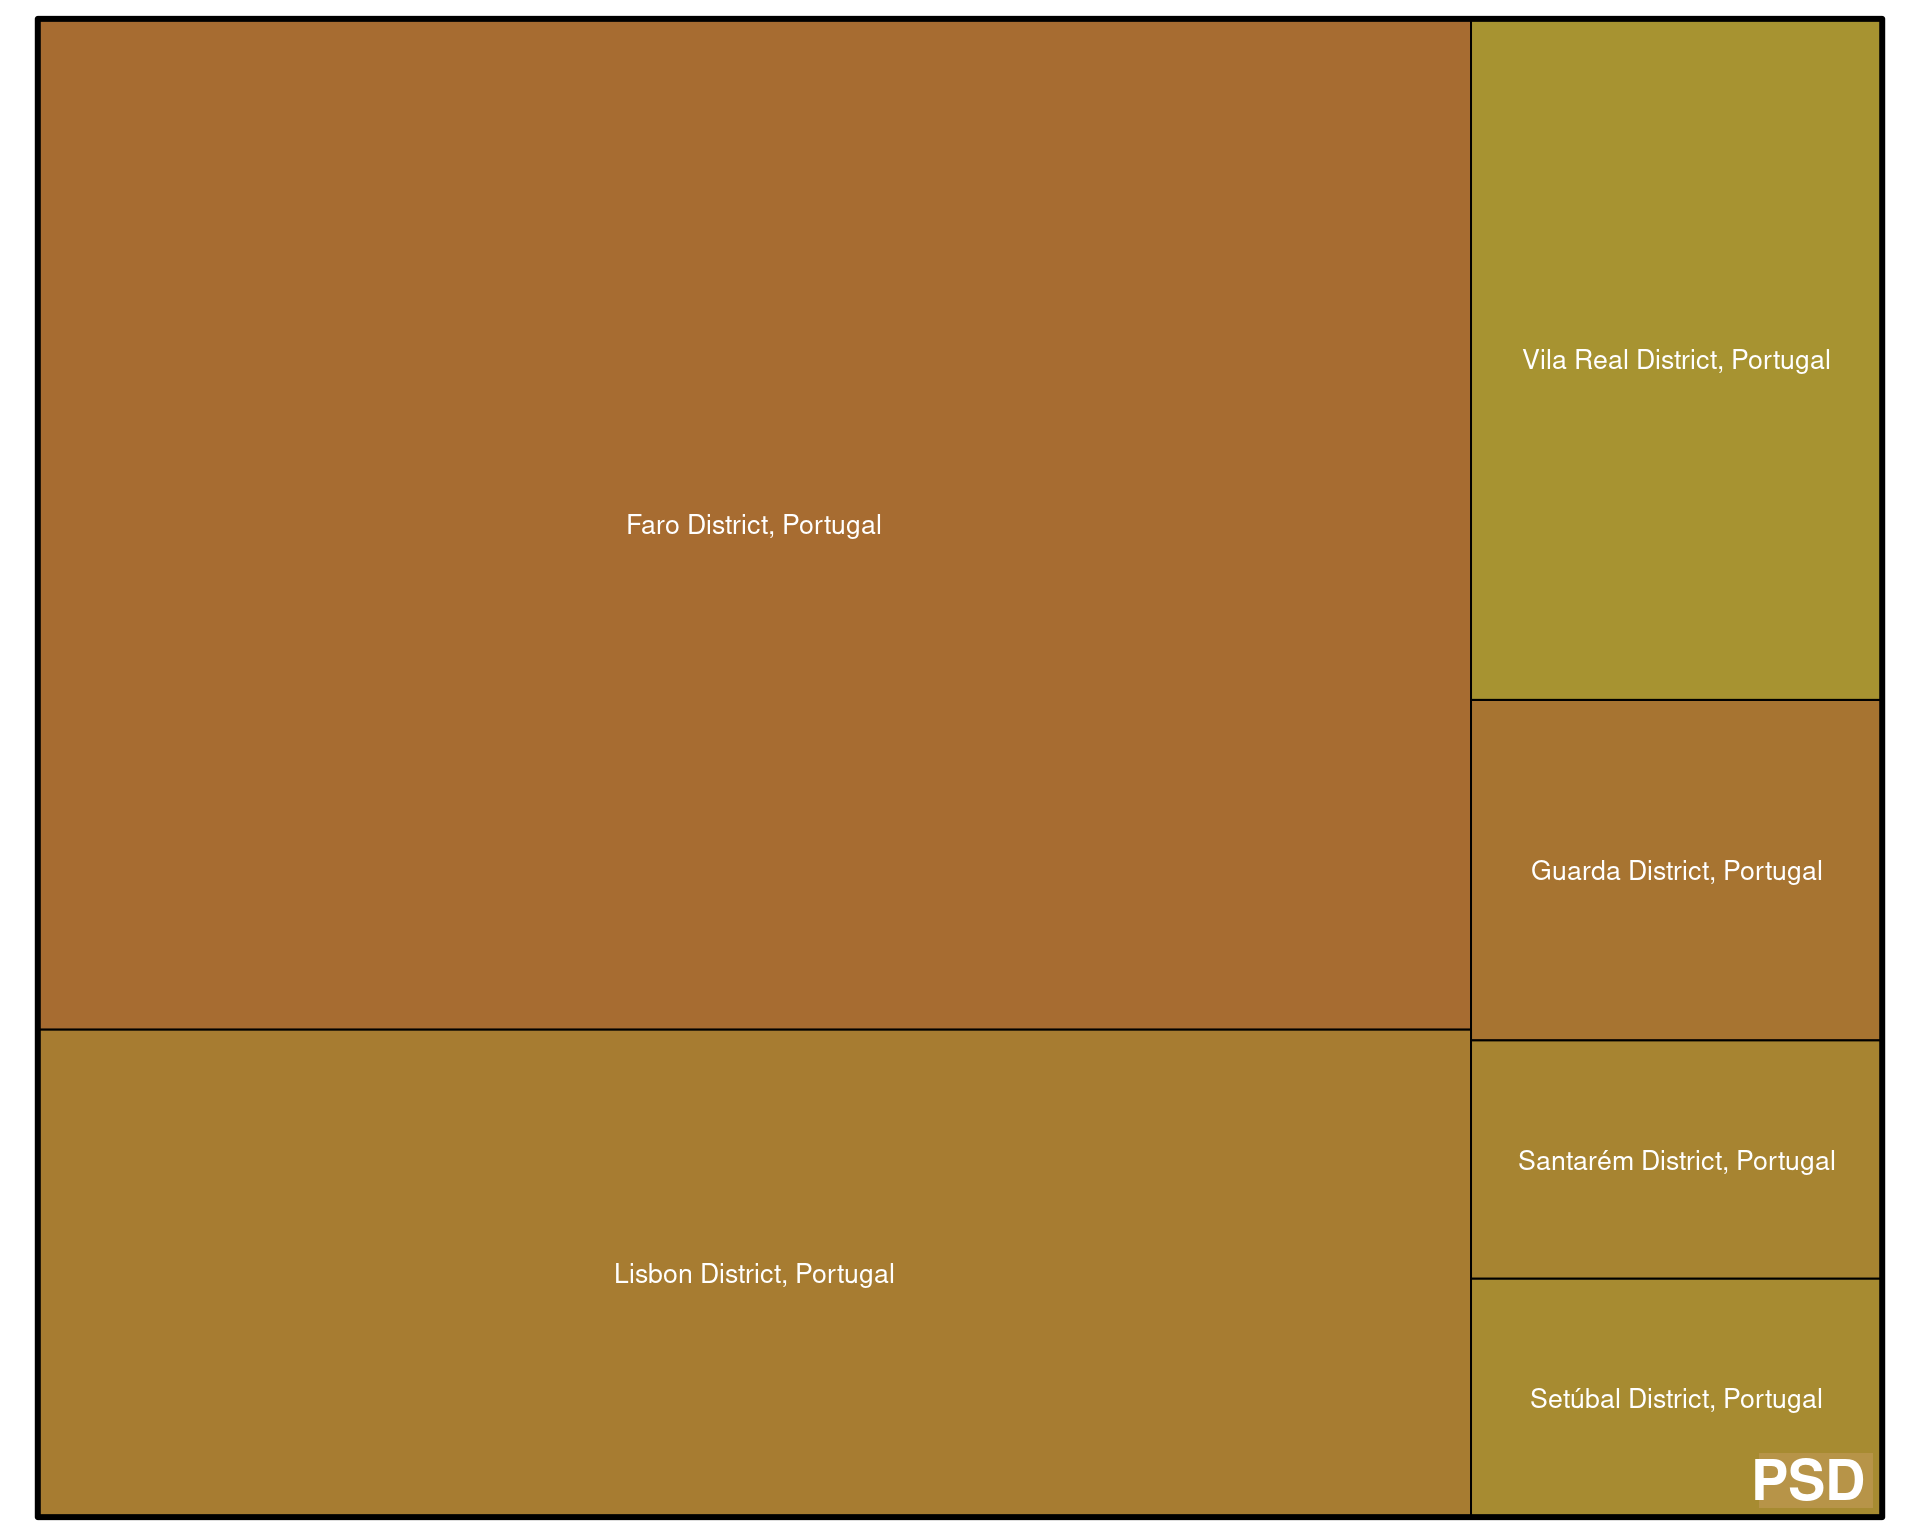 Faro District, Portugal
Lisbon District, Portugal
Vila Real District, Portugal
Guarda District, Portugal
Santarém District, Portugal
Setúbal District, Portugal
PSD